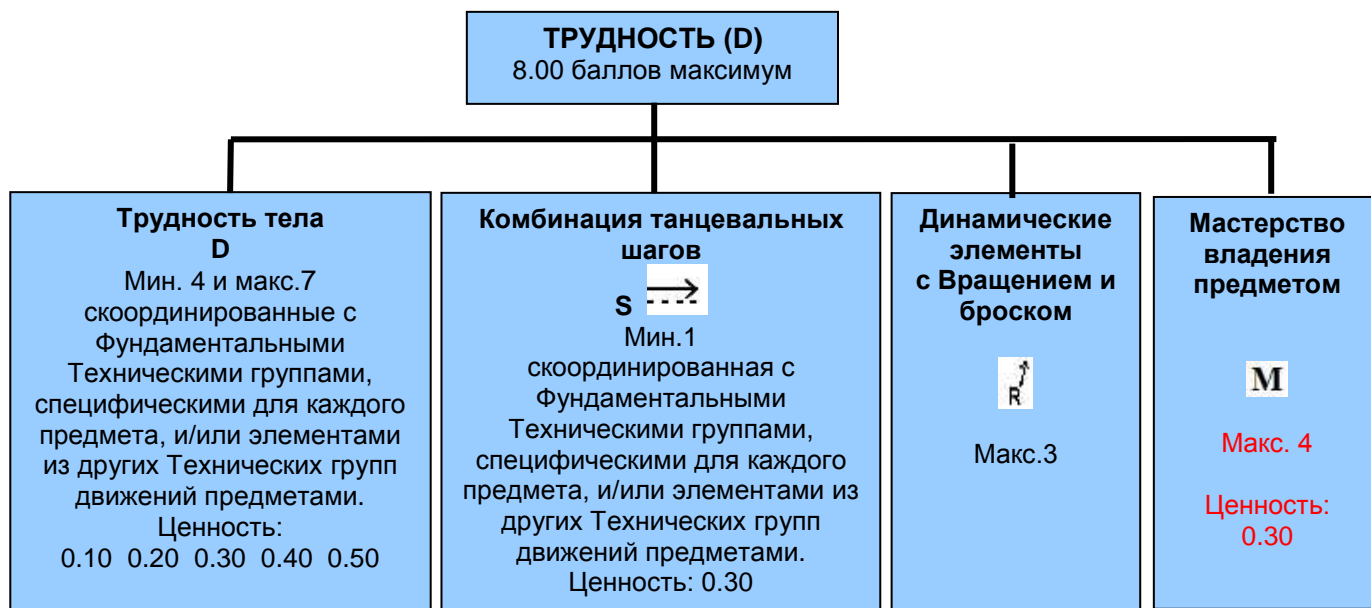 ТРУДНОСТЬ (D)
8.00 баллов максимум
Трудность тела
D
Мин. 4 и макс.7
скоординированные с
Фундаментальными
Техническими группами,
специфическими для каждого
предмета, и/или элементами
из других Технических групп
движений предметами.
Ценность:
0.10 0.20 0.30 0.40 0.50
Комбинация танцевальных
шагов
S
Мин.1
скоординированная с
Фундаментальными
Техническими группами,
специфическими для каждого
предмета, и/или элементами из
других Технических групп
движений предметами.
Ценность: 0.30
Динамические
элементы
с Вращением и
броском
R
Макс.3
Мастерство
владения
предметом
M
Макс. 4
Ценность:
0.30